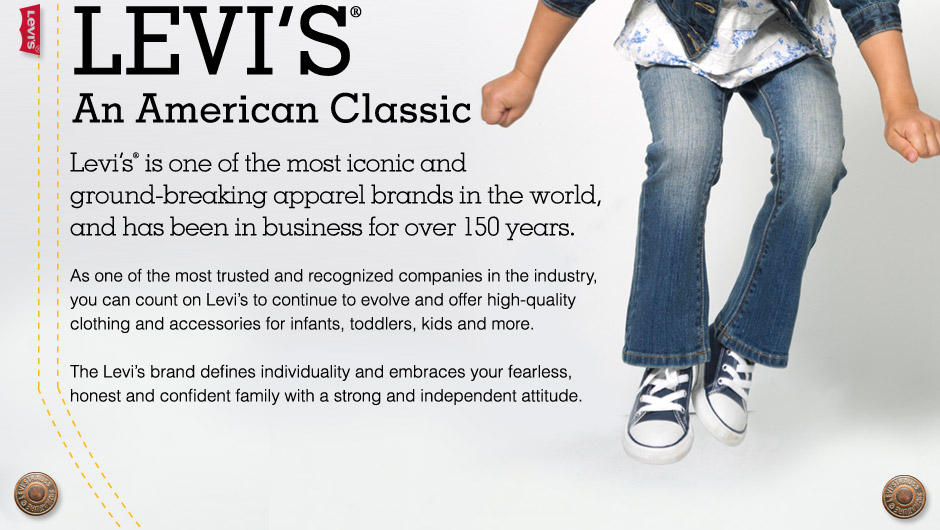 LEVI'S
LEVI'S®
An American Classic
Levi's® is one of the most iconic and
ground-breaking apparel brands in the world,
and has been in business for over 150 years.
As one of the most trusted and recognized companies in the industry,
you can count on Levi's to continue to evolve and offer high-quality
clothing and accessories for infants, toddlers, kids and more.
The Levi's brand defines individuality and embraces your fearless,
honest and confident family with a strong and independent attitude.